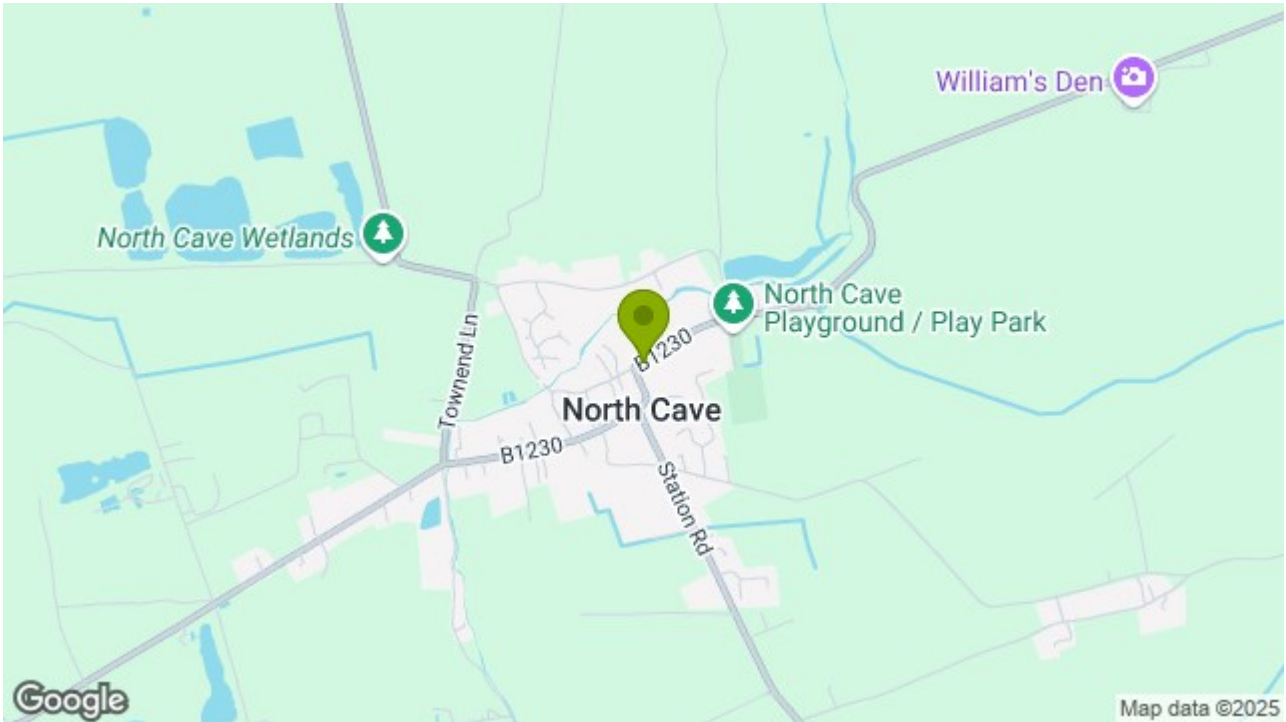 William's Den
North Cave Wetlands
North Cave
Playground / Play Park
Townend Ln
B1230
North Cave
B1230
Station Rd
Google
Map data ©2025